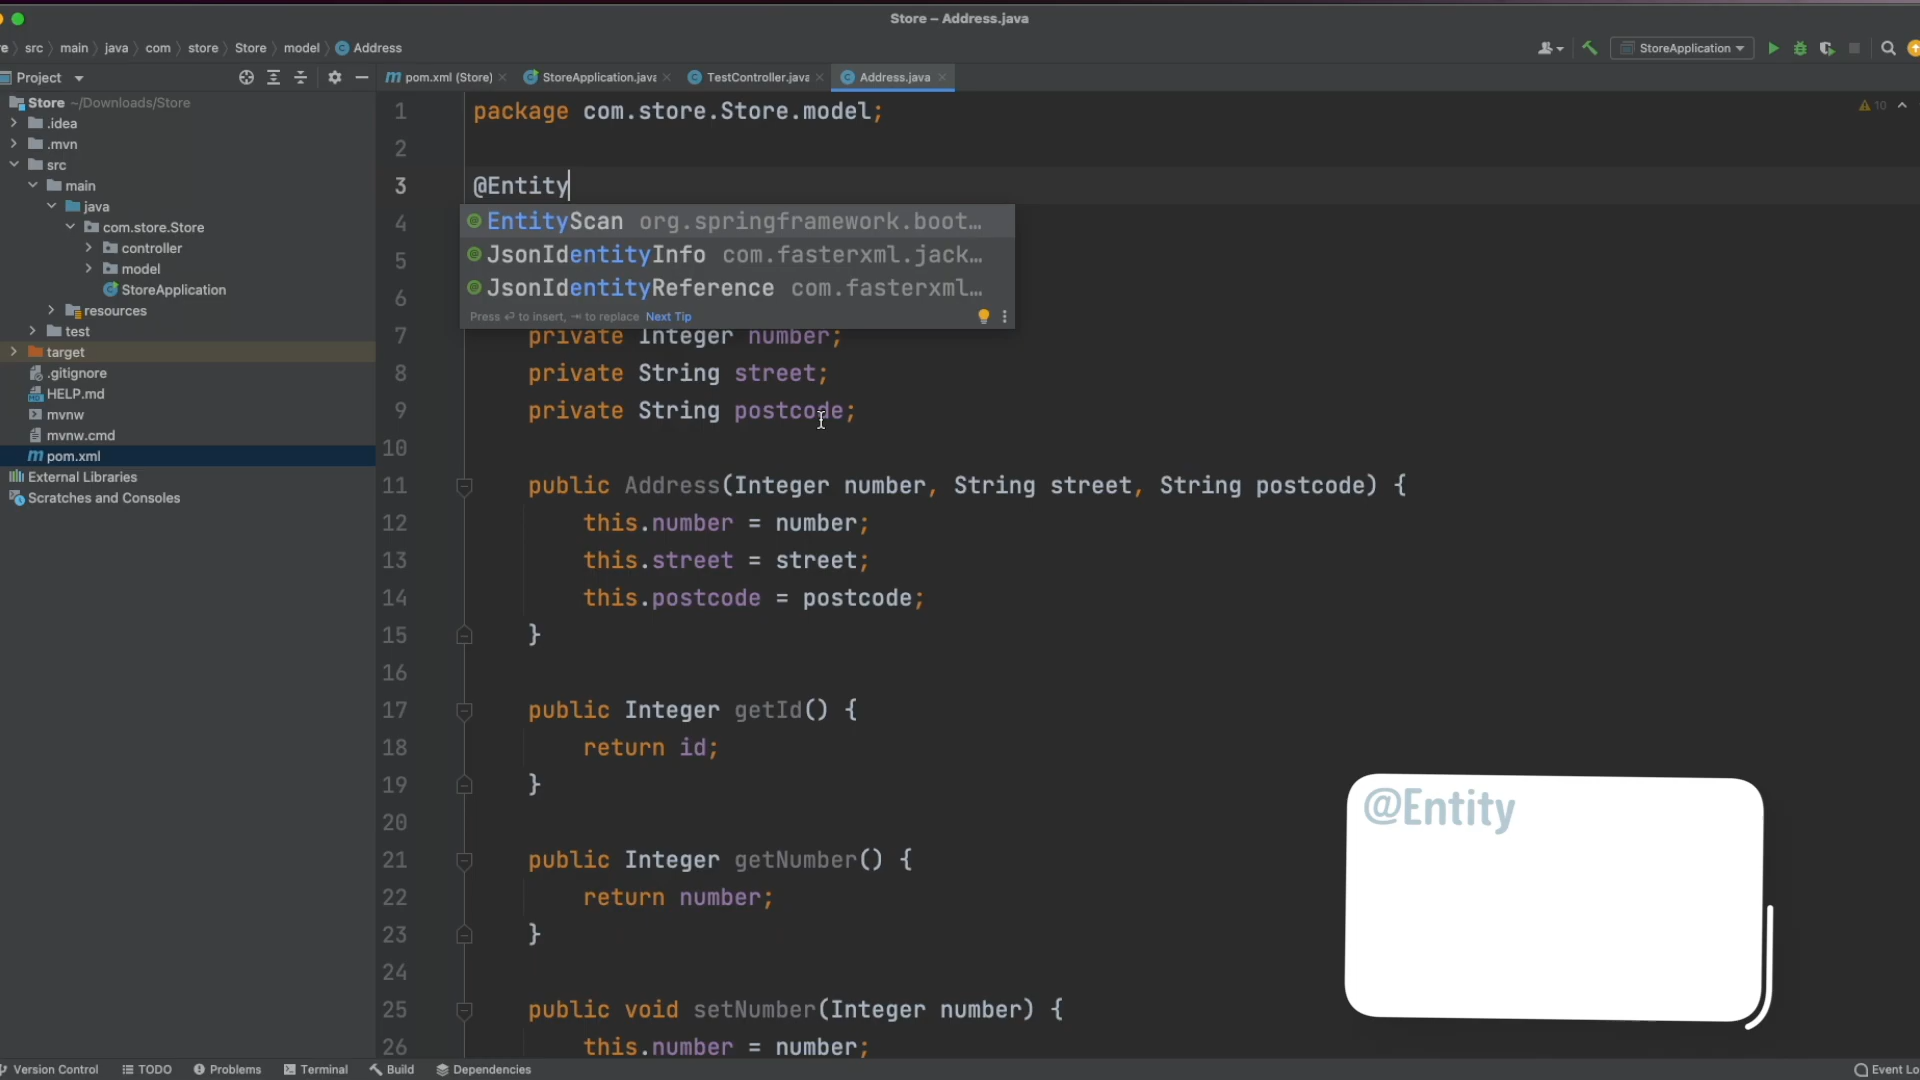 Store – Address.java
src main java com store Store model Address
StoreApplication
Project
pom.xml (Store) StoreApplication.java TestController.java Address.java
Store ~/Downloads/Store
.idea
.mvn
src
main
java
com.store.Store
controller
model
StoreApplication
resources
test
target
.gitignore
HELP.md
mvnw
mvnw.cmd
pom.xml
External Libraries
Scratches and Consoles
10
1 package com.store.Store.model;
2
3 @Entity
4 EntityScan org.springframework.boot…
5 JsonIdentityInfo com.fasterxml.jack…
6 JsonIdentityReference com.fasterxml…
Press ⏎ to insert, ⇥ to replace Next Tip
7 private Integer number;
8 private String street;
9 private String postcode;
10
11 public Address(Integer number, String street, String postcode) {
12 this.number = number;
13 this.street = street;
14 this.postcode = postcode;
15 }
16
17 public Integer getId() {
18 return id;
19 }
20
21 public Integer getNumber() {
22 return number;
23 }
24
25 public void setNumber(Integer number) {
26 this.number = number;
@Entity
Version Control TODO Problems Terminal Build Dependencies Event Lo